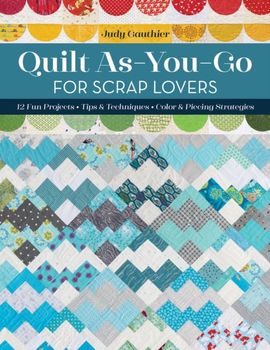 Judy Gauthier
Quilt As-You-Go
FOR SCRAP LOVERS
12 Fun Projects • Tips & Techniques • Color & Piecing Strategies